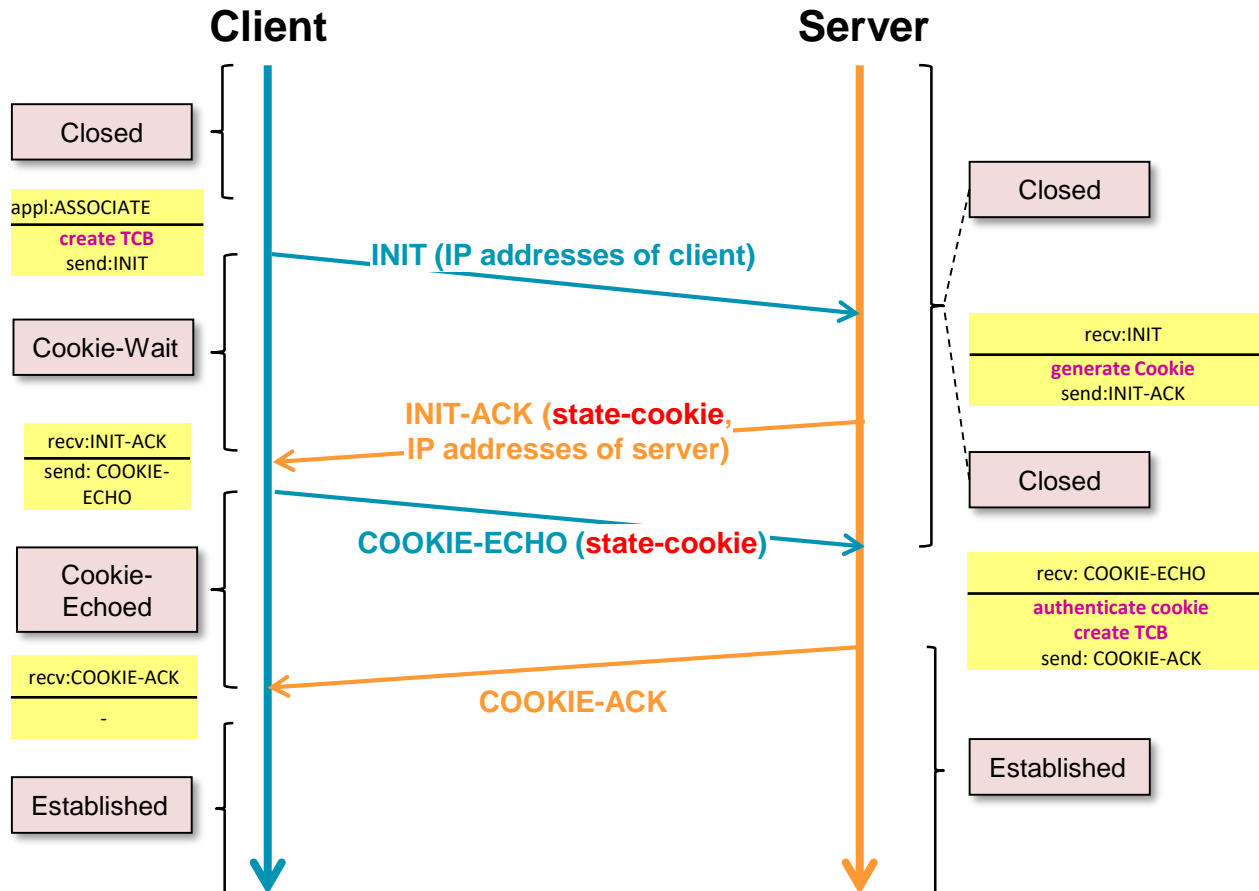 Client
Server
Closed
Closed
appl:ASSOCIATE
create TCB
send:INIT
INIT (IP addresses of client)
Cookie-Wait
recv:INIT
generate Cookie
send:INIT-ACK
INIT-ACK (state-cookie,
IP addresses of server)
recv:INIT-ACK
send: COOKIE-
ECHO
Closed
COOKIE-ECHO (state-cookie)
Cookie-
Echoed
recv: COOKIE-ECHO
authenticate cookie
create TCB
send: COOKIE-ACK
recv:COOKIE-ACK
-
COOKIE-ACK
Established
Established